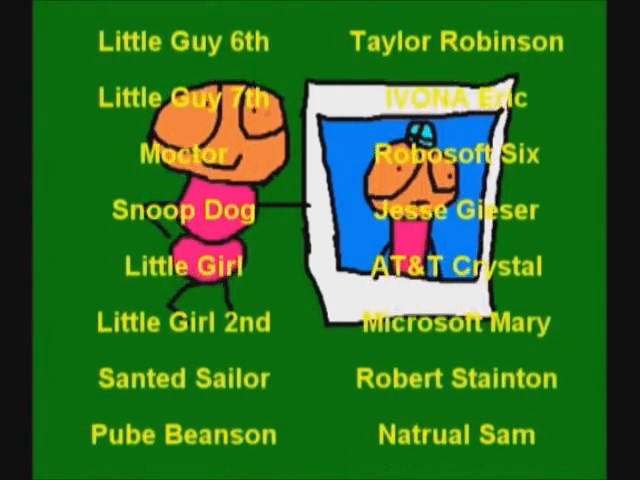 Little Guy 6th Taylor Robinson
Little Guy 7th IVONA Eric
Moctor Robosoft Six
Snoop Dog Jesse Gieser
Little Girl AT&T Crystal
Little Girl 2nd Microsoft Mary
Santed Sailor Robert Stainton
Pube Beanson Natrual Sam